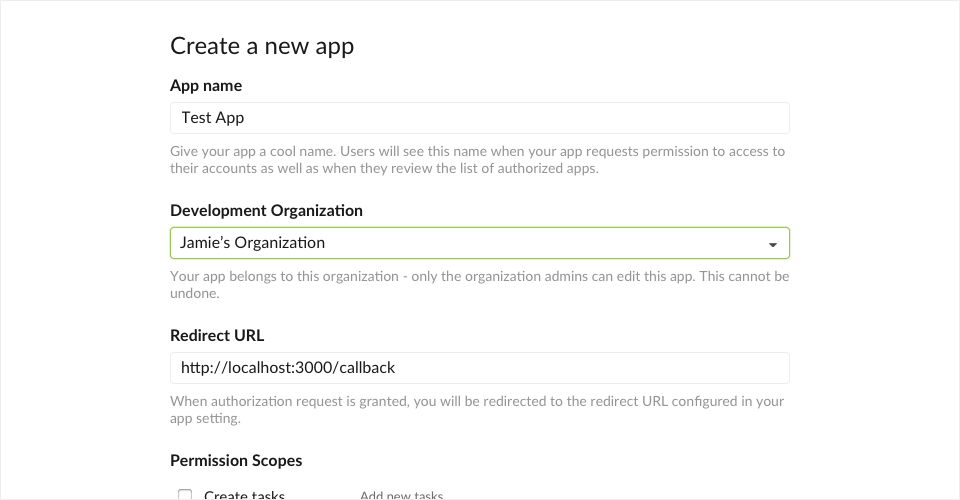 Create a new app
App name
Test App
Give your app a cool name. Users will see this name when your app requests permission to access to
their accounts as well as when they review the list of authorized apps.
Development Organization
Jamie’s Organization
Your app belongs to this organization - only the organization admins can edit this app. This cannot be
undone.
Redirect URL
http://localhost:3000/callback
When authorization request is granted, you will be redirected to the redirect URL configured in your
app setting.
Permission Scopes
Create tasks Add new tasks